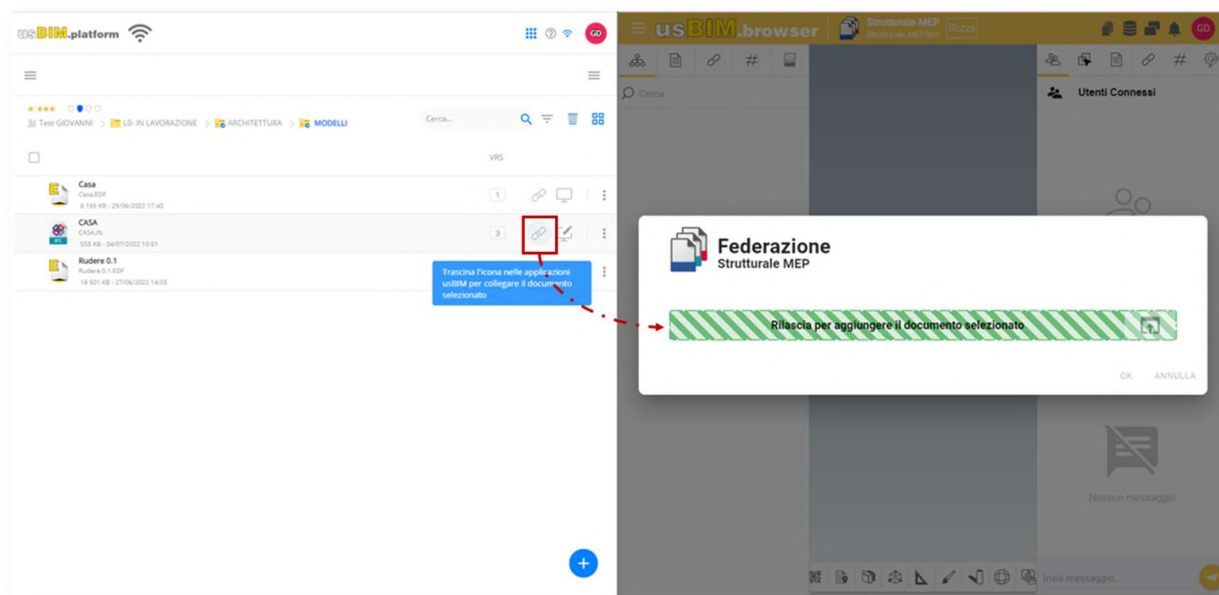 usBIM.platform
GD
Test GIOVANNI > L0- IN LAVORAZIONE > ARCHITETTURA > MODELLI
Cerca...
VRS
Casa
Casa.EDF
8 165 KB - 29/06/2022 17:40
1
CASA
CASA.ifc
555 KB - 04/07/2022 10:51
3
Rudere 0.1
Rudere 0.1.EDF
18 501 KB - 27/06/2022 14:03
Trascina l'icona nelle applicazioni
usBIM per collegare il documento
selezionato
+
usBIM.browser
Strutturale MEP
Bozza
GD
Cerca
Utenti Connessi
Federazione
Strutturale MEP
Rilascia per aggiungere il documento selezionato
OK ANNULLA
Nessun messaggio
Invia messaggio...